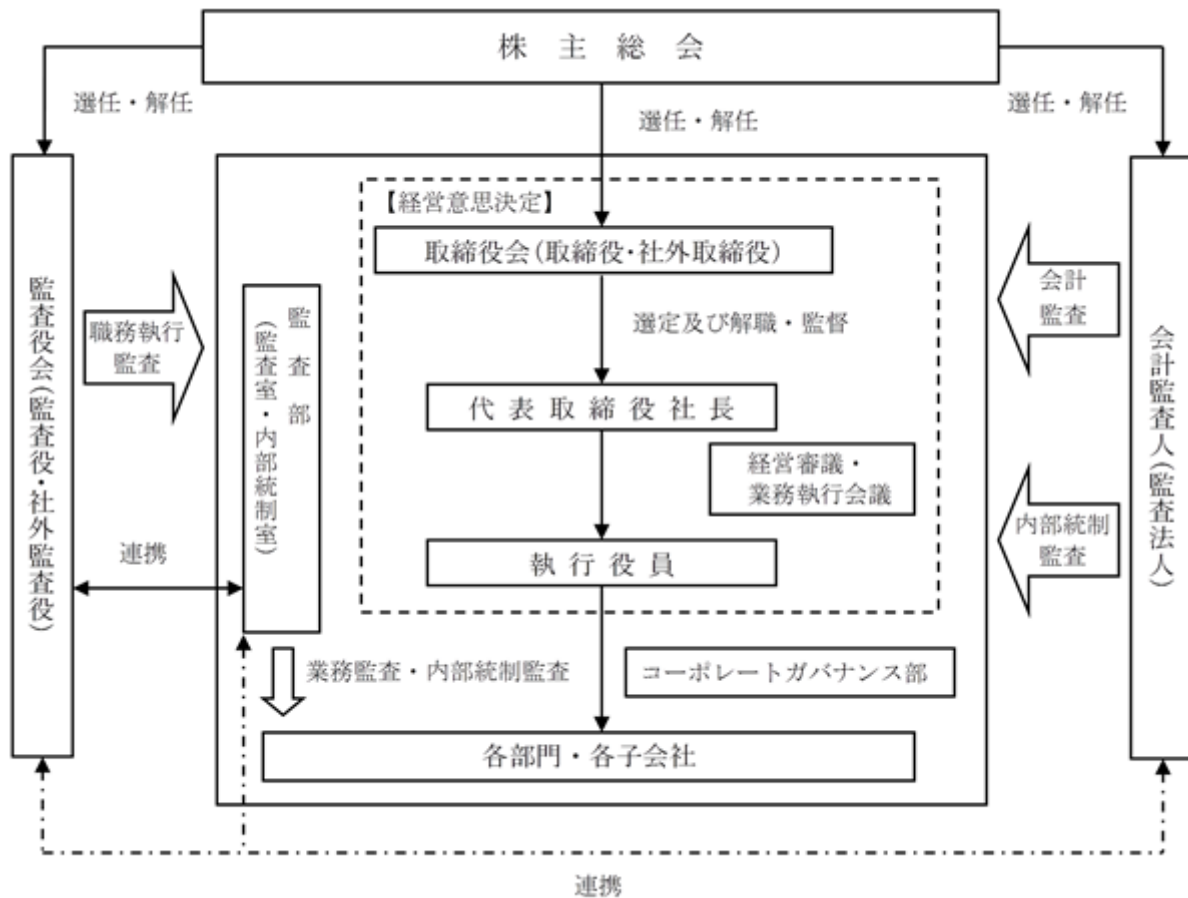 株主総会
選任・解任
選任・解任
選任・解任
【経営意思決定】
取締役会(取締役・社外取締役)
選定及び解職・監督
代表取締役社長
経営審議・
業務執行会議
執行役員
監査役会(監査役・社外監査役)
職務執行
監査
監査部
(監査室・内部統制室)
連携
会計
監査
内部統制
監査
会計監査人(監査法人)
業務監査・内部統制監査
コーポレートガバナンス部
各部門・各子会社
連携